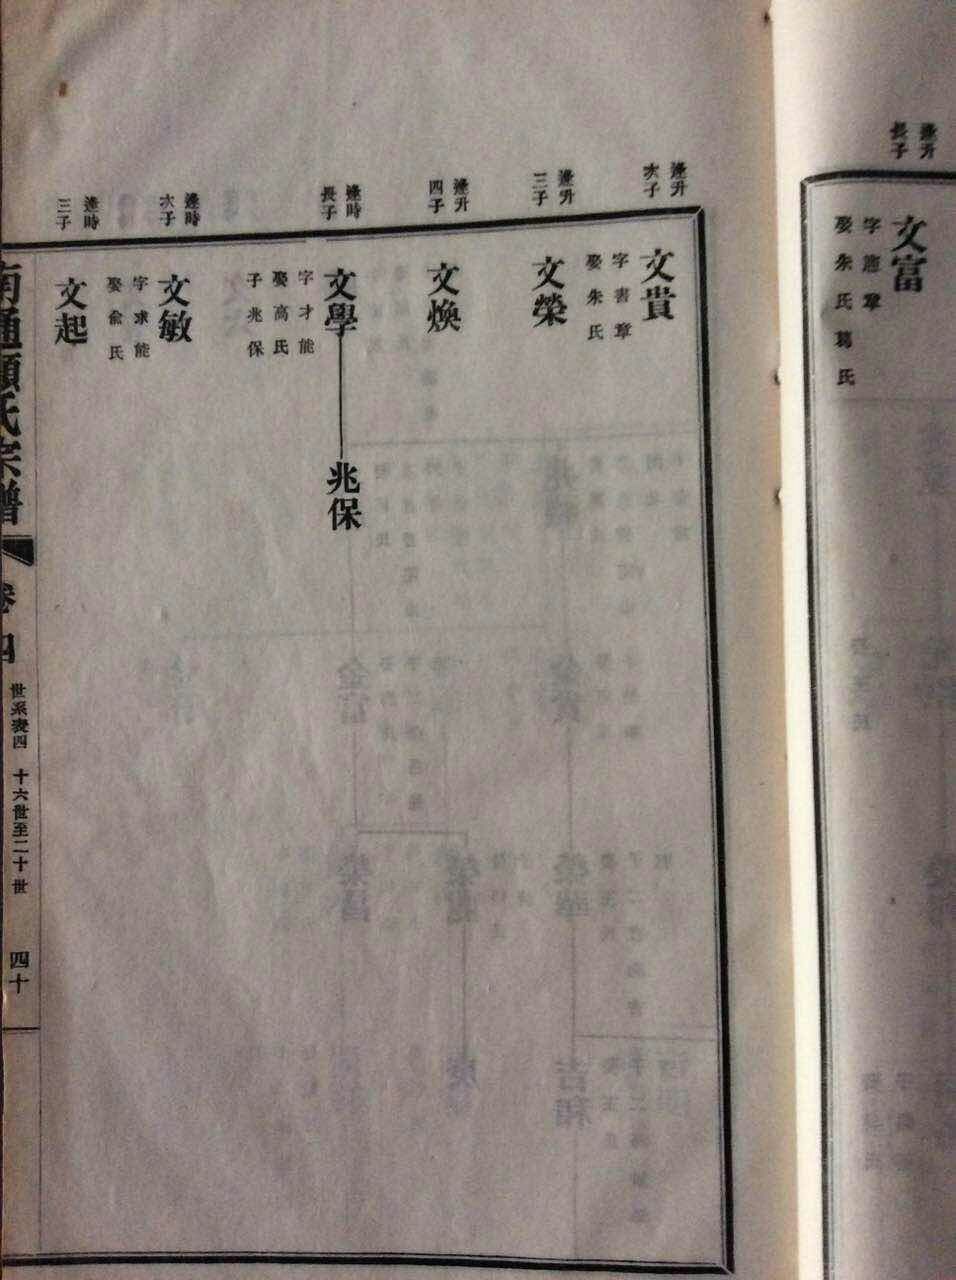 逢升
長子
文富
字憲章
娶朱氏葛氏
逢升
次子
文貴
字書章
娶朱氏
逢升
三子
文榮
逢升
四子
文煥
逢時
長子
文學
字才能
娶高氏
子兆保
兆保
逢時
次子
文敏
字求能
娶俞氏
逢時
三子
文起
南通顧氏宗譜
卷四
世系表四 十六世至二十世
四十